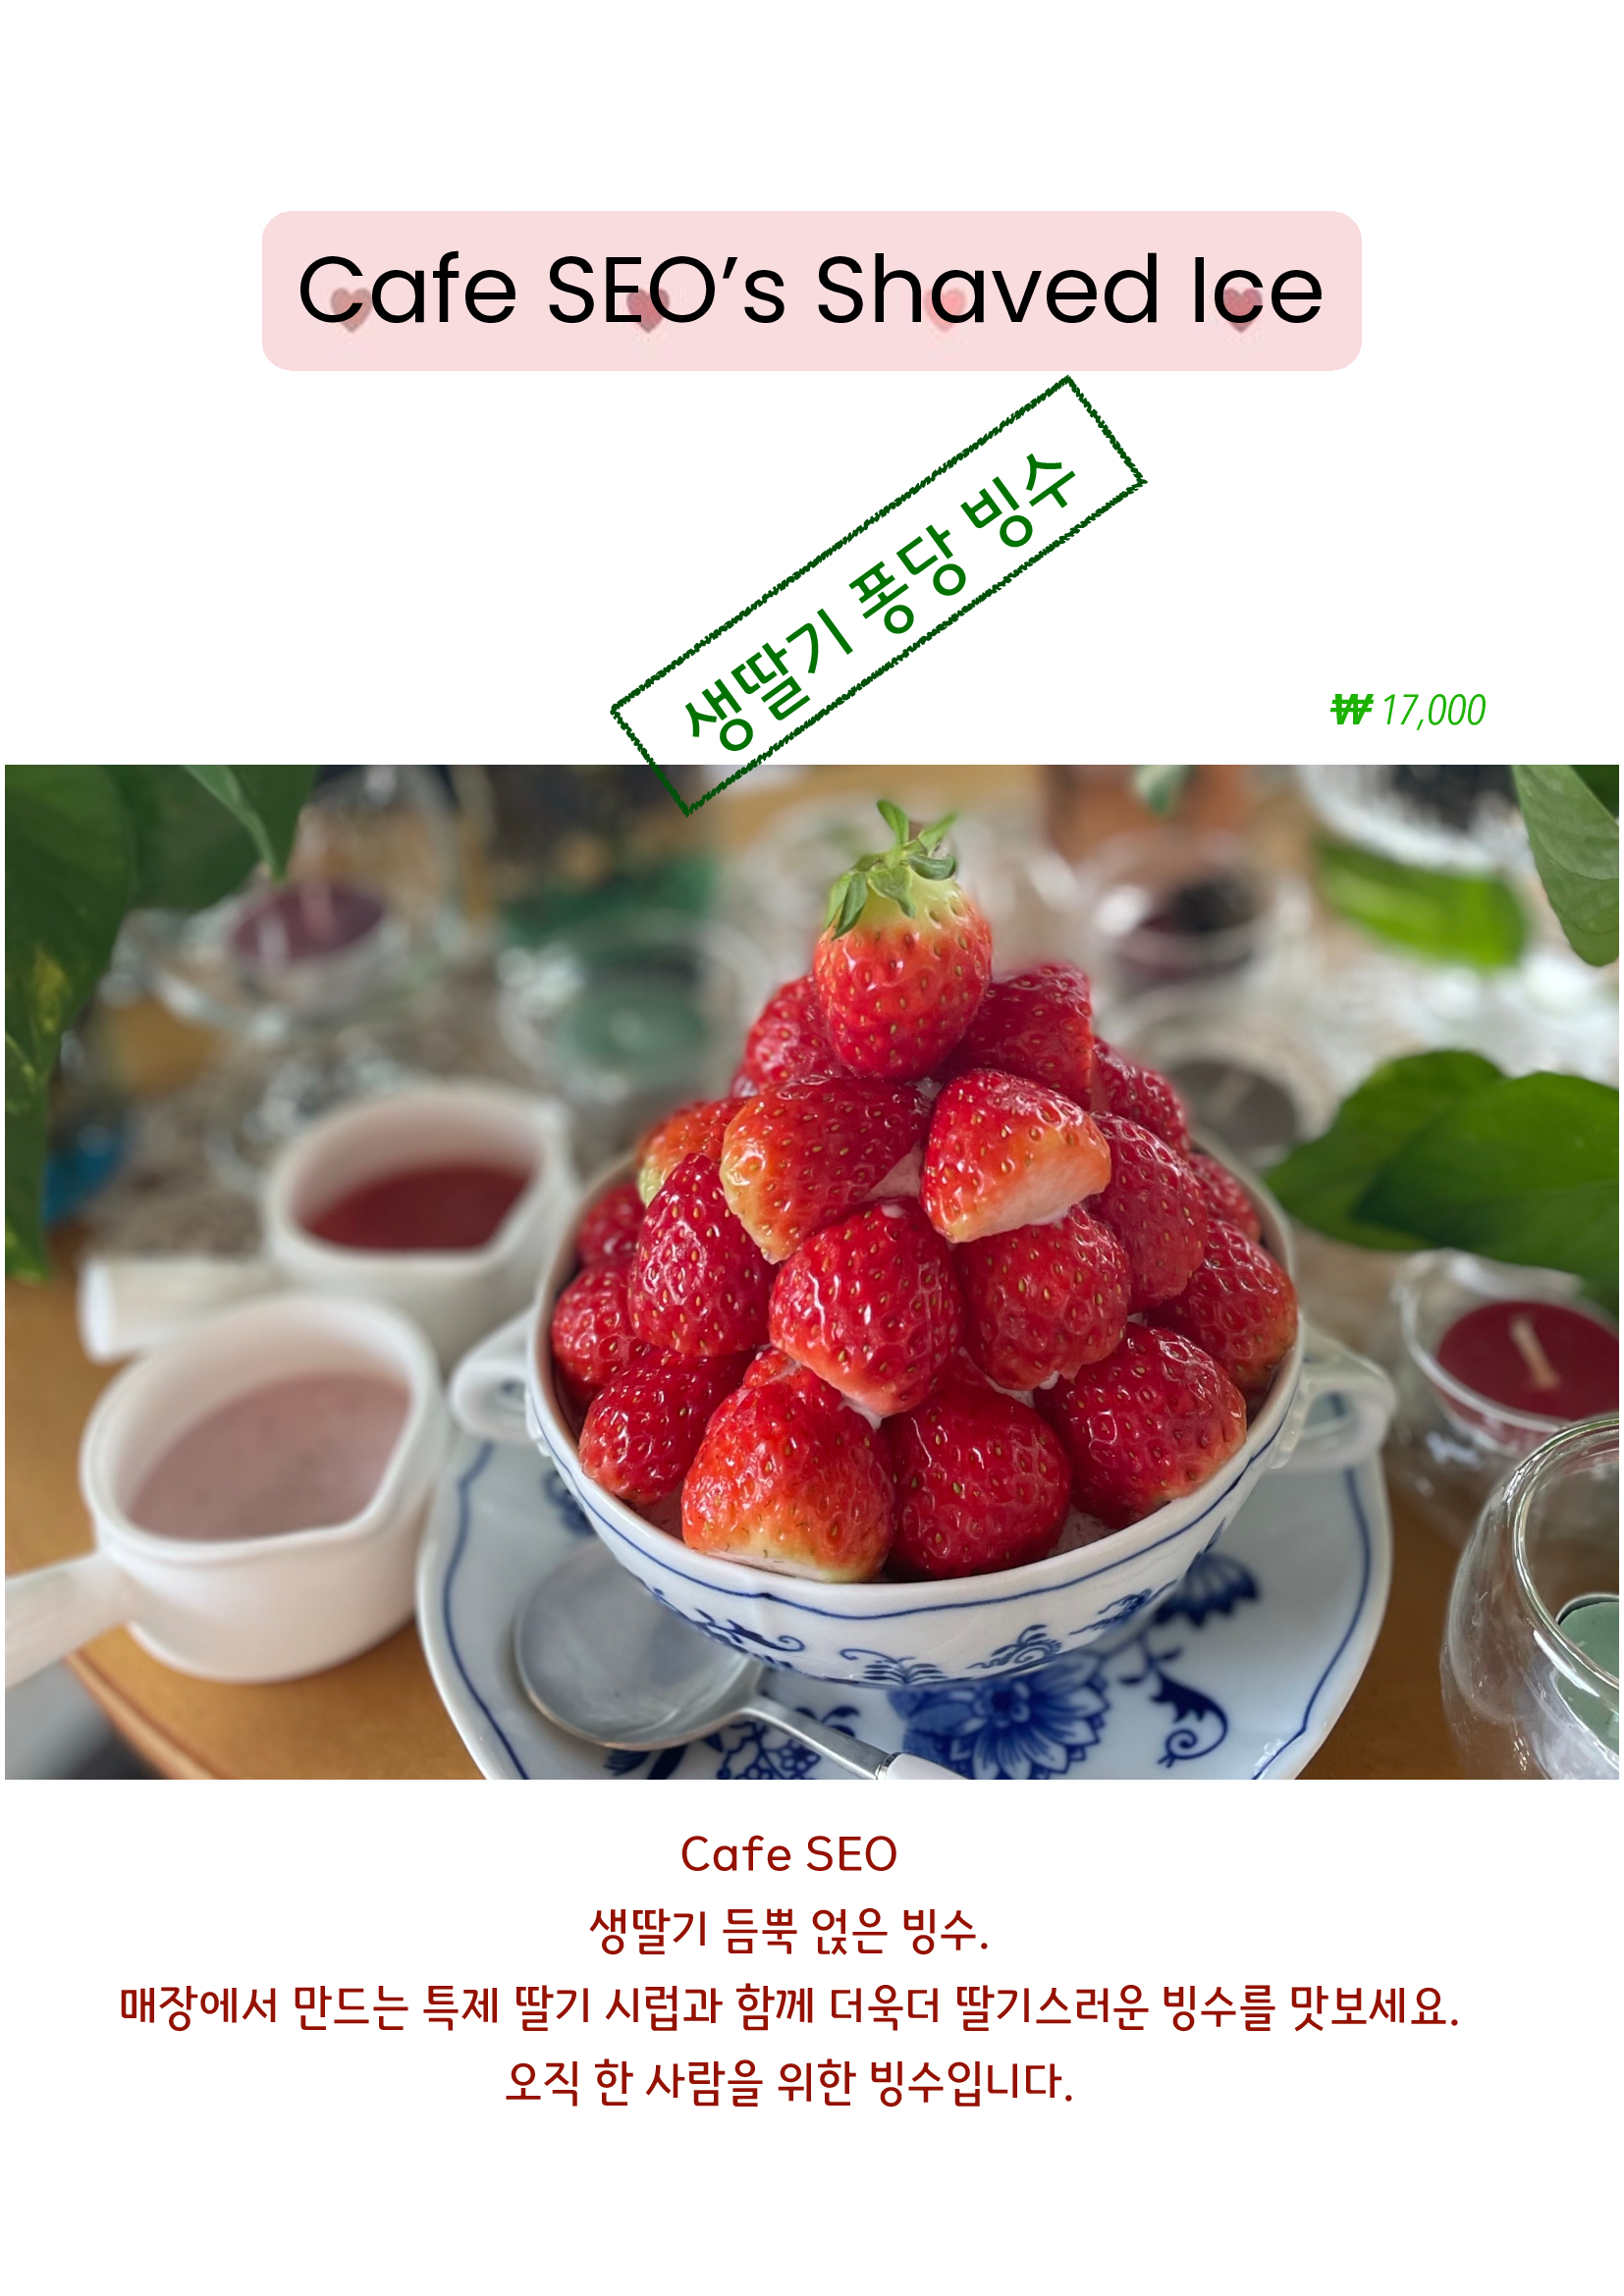 Cafe SEO’s Shaved Ice
생딸기 퐁당 빙수
₩ 17,000
Cafe SEO
생딸기 듬뿍 얹은 빙수.
매장에서 만드는 특제 딸기 시럽과 함께 더욱더 딸기스러운 빙수를 맛보세요.
오직 한 사람을 위한 빙수입니다.